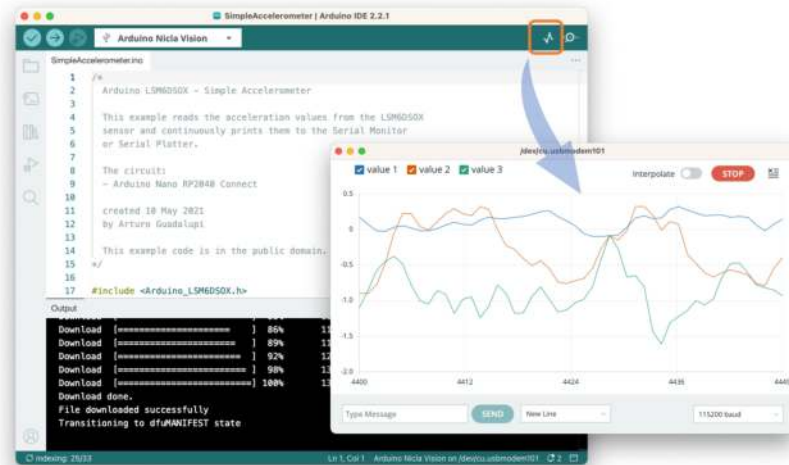 SimpleAccelerometer | Arduino IDE 2.2.1
Arduino Nicla Vision
SimpleAccelerometer.ino
1 /*
2 Arduino LSM6DSOX - Simple Accelerometer
3
4 This example reads the acceleration values from the LSM6DSOX
5 sensor and continuously prints them to the Serial Monitor
6 or Serial Plotter.
7
8 The circuit:
9 - Arduino Nano RP2040 Connect
10
11 created 10 May 2021
12 by Arturo Guadalupi
13
14 This example code is in the public domain.
15 */
16
17 #include <Arduino_LSM6DSOX.h>
Output
Download [====================== ] 86% 11
Download [======================= ] 89% 11
Download [======================== ] 92% 12
Download [========================= ] 98% 13
Download [==========================] 100% 13
Download done.
File downloaded successfully
Transitioning to dfuMANIFEST state
indexing: 26/33
Ln 1, Col 1 Arduino Nicla Vision on /dev/cu.usbmodem101 2
/dev/cu.usbmodem101
value 1 value 2 value 3
Interpolate STOP
0.5
0
-0.5
-1.0
-1.5
-2.0
4400 4412 4424 4436 4449
Type Message SEND New Line 115200 baud